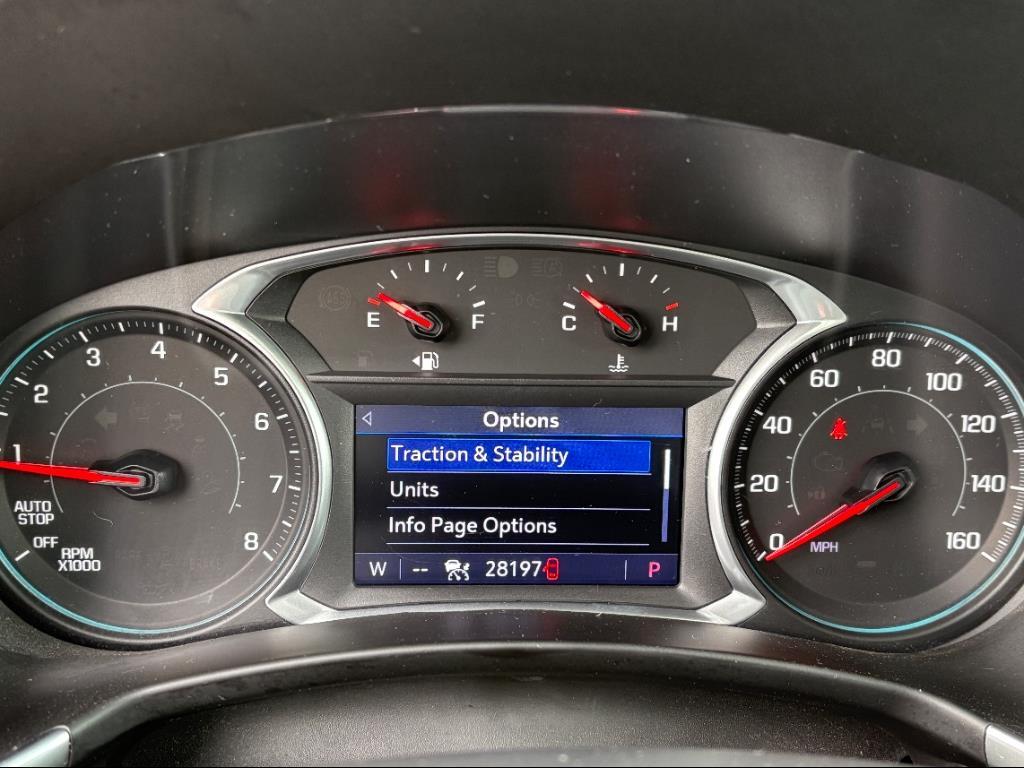 E F
C H
1 2 3 4 5 6 7 8
AUTO
STOP
OFF
RPM
X1000
Options
Traction & Stability
Units
Info Page Options
W -- 28197 P
0 20 40 60 80 100 120 140 160
MPH